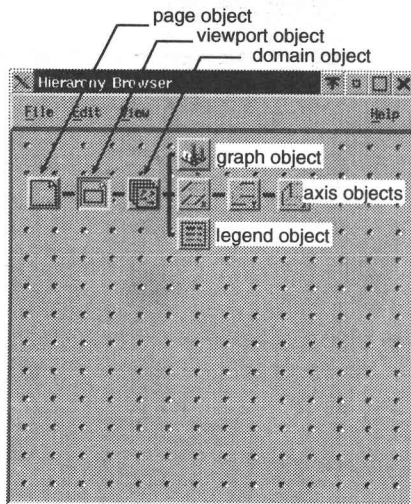 page object
viewport object
domain object
Hierarchy Browser
File Edit View Help
graph object
axis objects
legend object